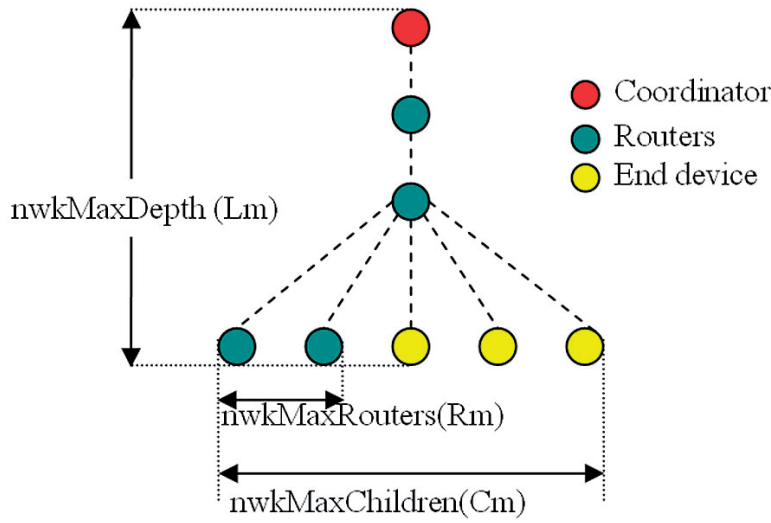 Coordinator
Routers
End device
nwkMaxDepth (Lm)
nwkMaxRouters(Rm)
nwkMaxChildren(Cm)